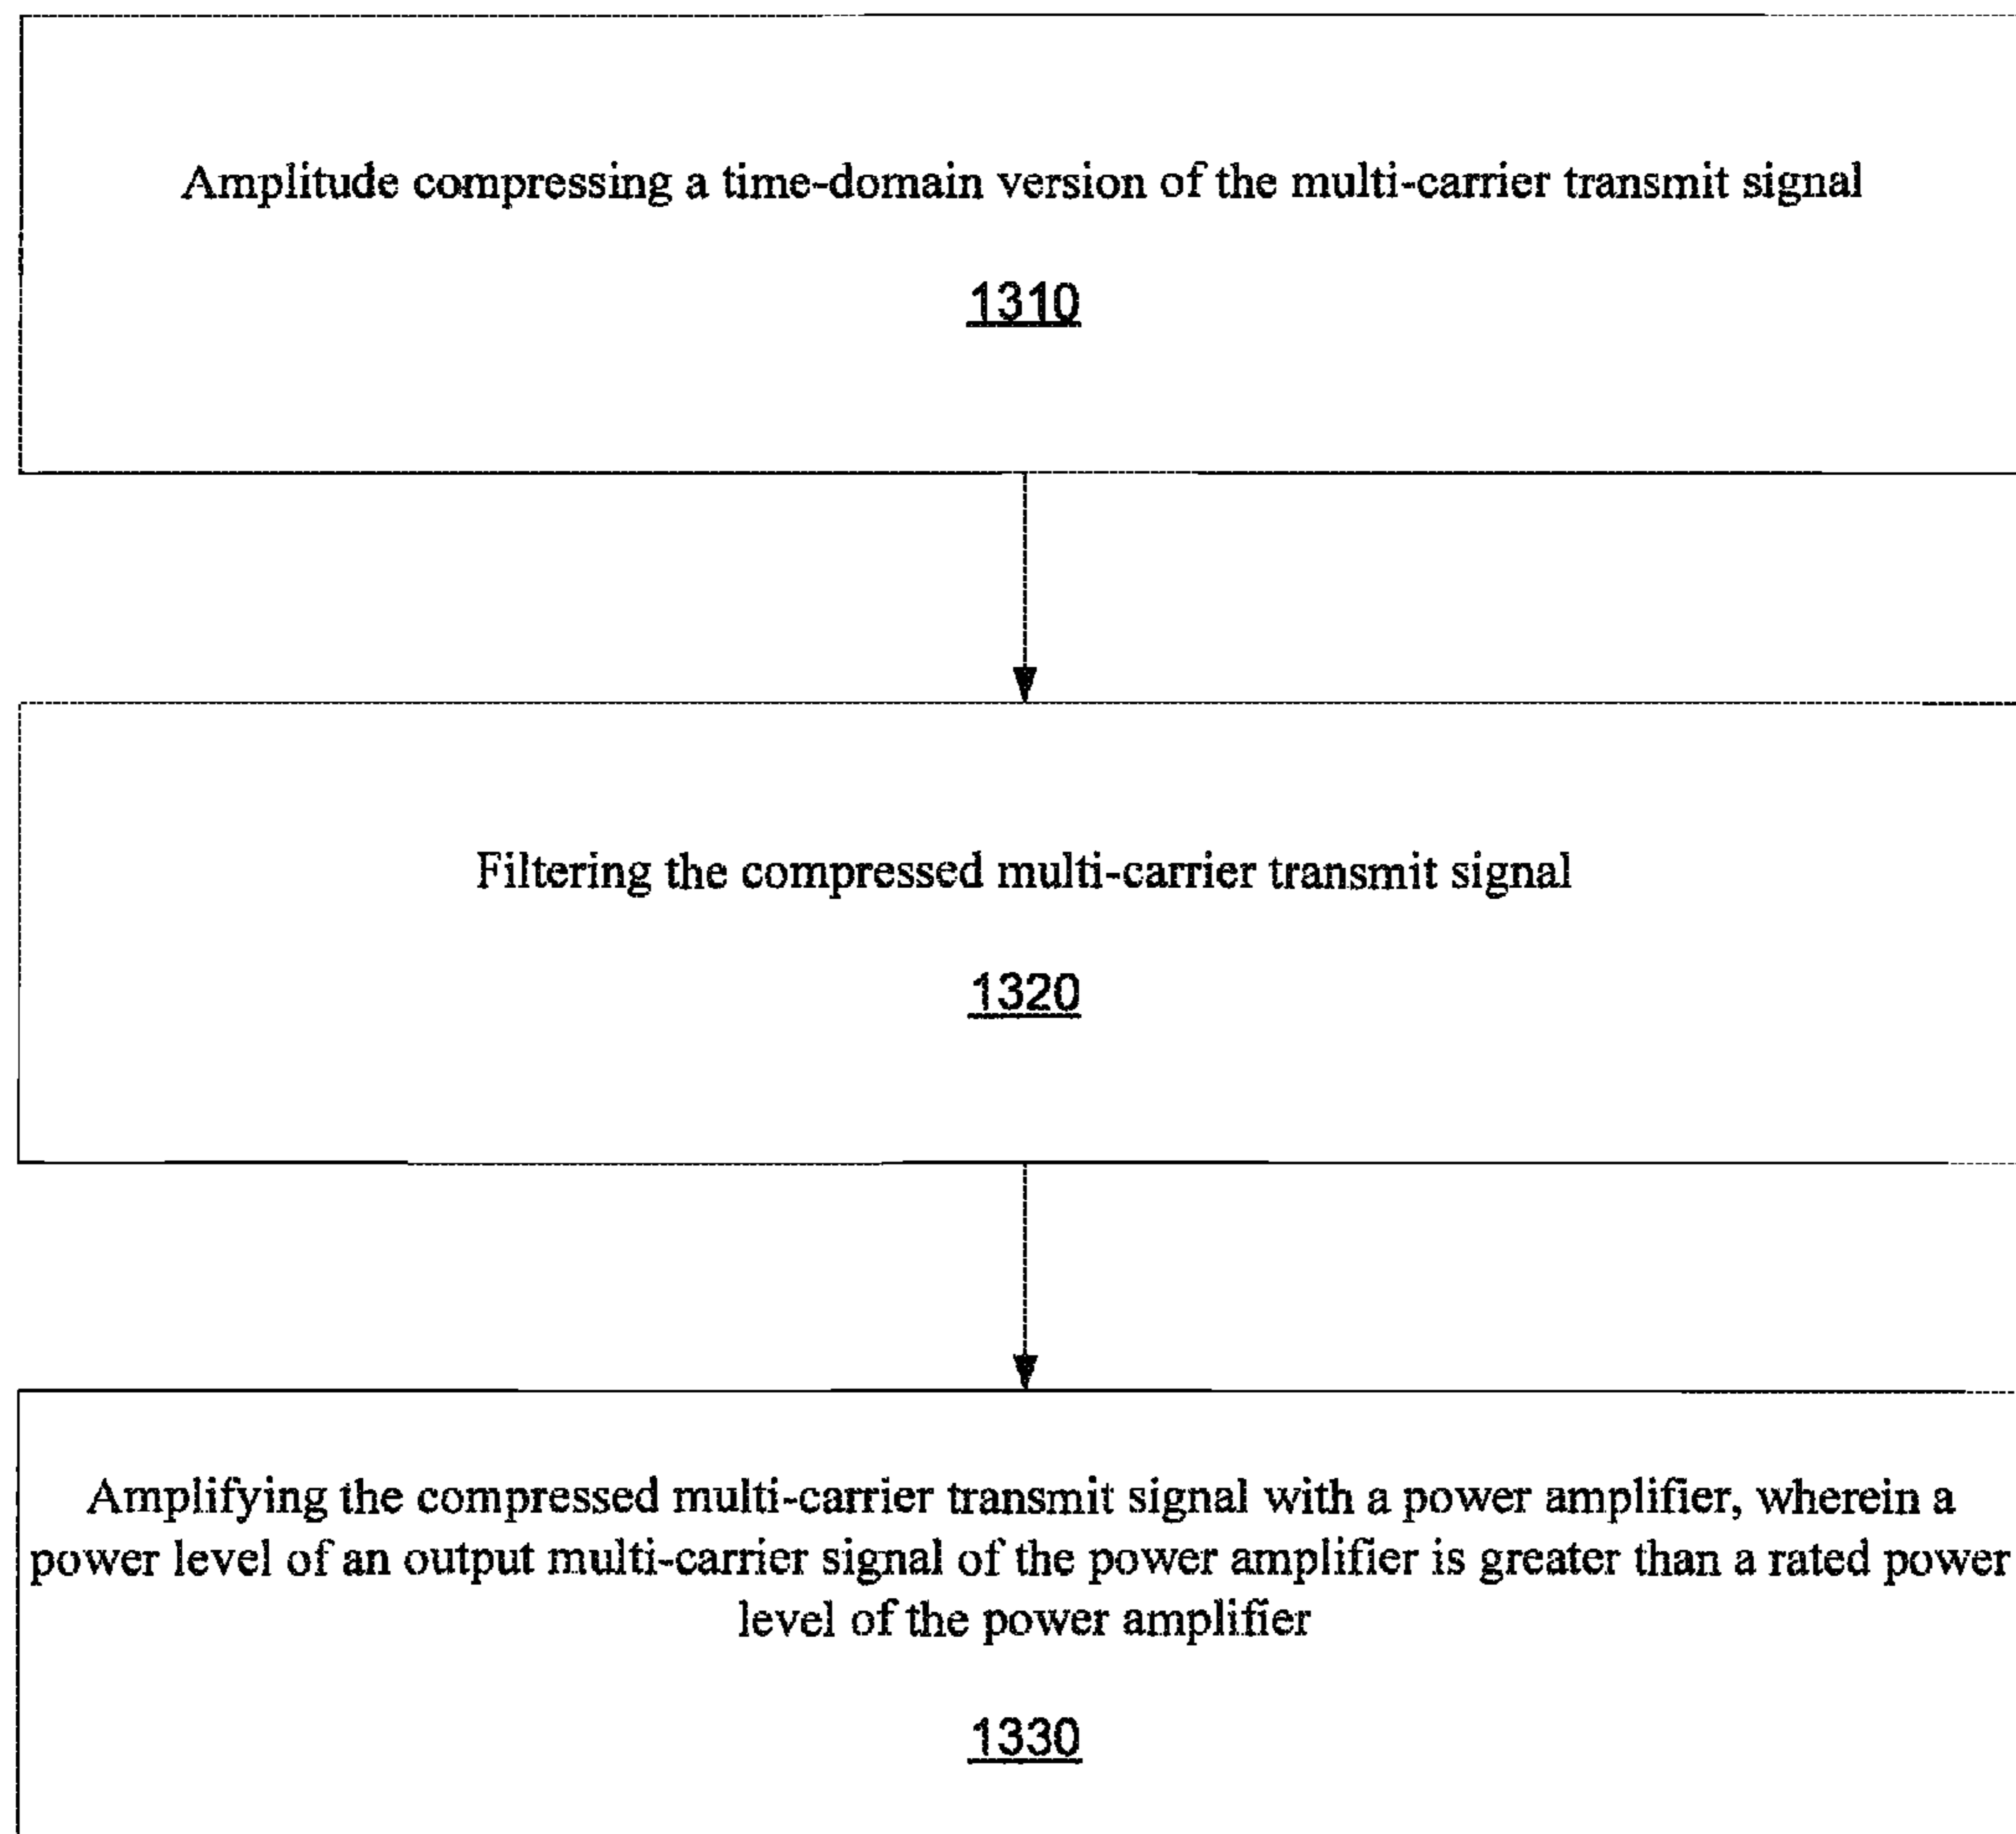 Amplitude compressing a time-domain version of the multi-carrier transmit signal
1310
Filtering the compressed multi-carrier transmit signal
1320
Amplifying the compressed multi-carrier transmit signal with a power amplifier, wherein a
power level of an output multi-carrier signal of the power amplifier is greater than a rated power
level of the power amplifier
1330